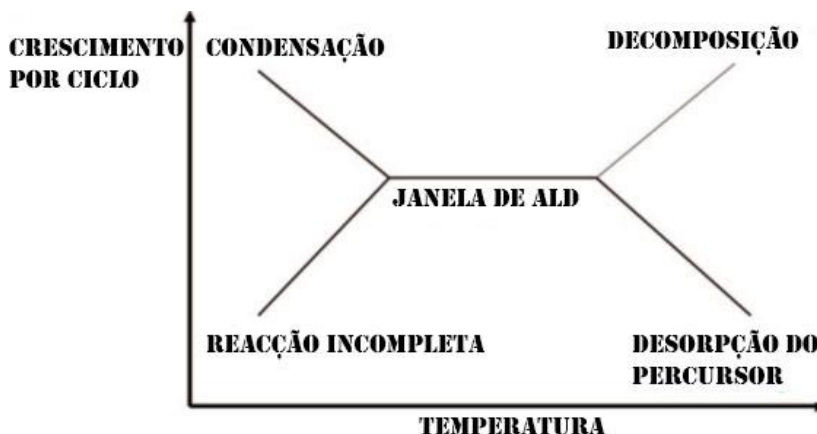 CRESCIMENTO
POR CICLO
CONDENSAÇÃO
DECOMPOSIÇÃO
JANELA DE ALD
REACÇÃO INCOMPLETA
DESORPÇÃO DO
PERCURSOR
TEMPERATURA